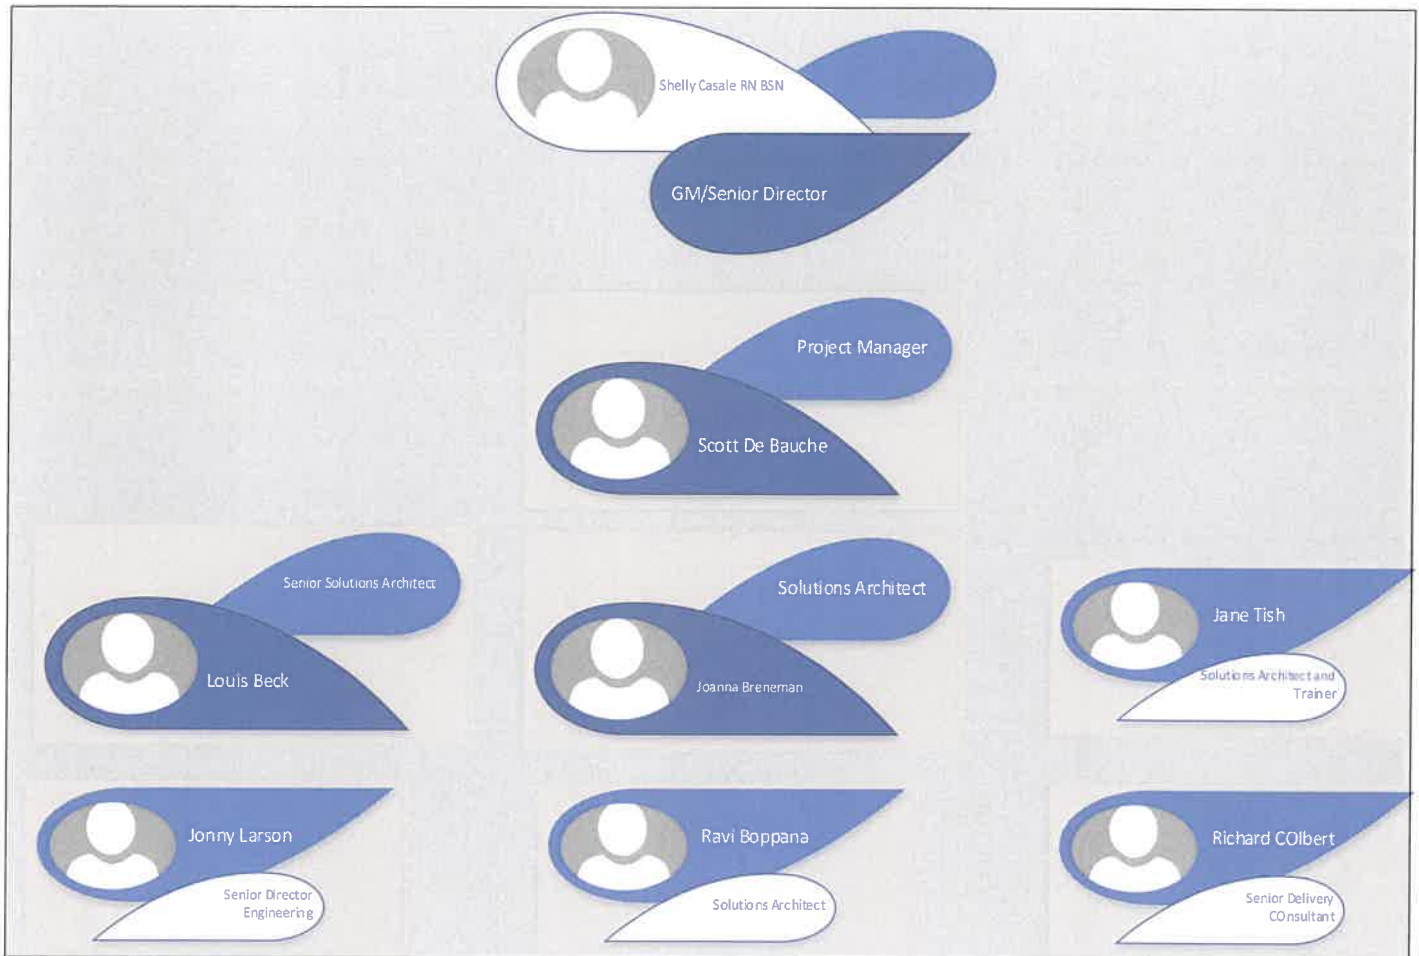 Shelly Casale RN BSN
GM/Senior Director
Project Manager
Scott De Bauche
Senior Solutions Architect
Louis Beck
Solutions Architect
Joanna Breneman
Jane Tish
Solutions Architect and
Trainer
Jonny Larson
Senior Director
Engineering
Ravi Boppana
Solutions Architect
Richard COlbert
Senior Delivery
COnsultant